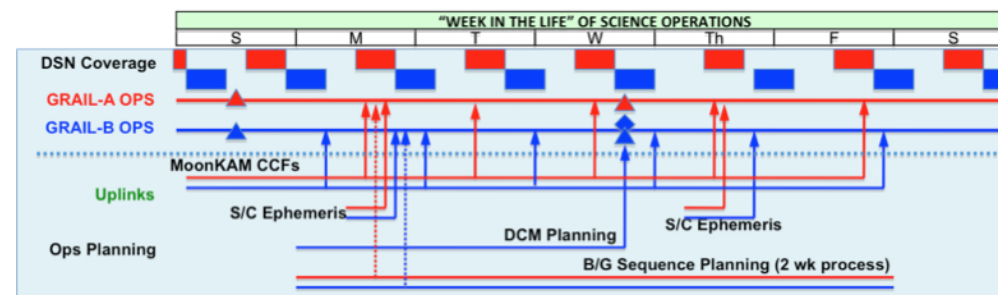 “WEEK IN THE LIFE” OF SCIENCE OPERATIONS
S M T W Th F S
DSN Coverage
GRAIL-A OPS
GRAIL-B OPS
MoonKAM CCFs
Uplinks
S/C Ephemeris
S/C Ephemeris
DCM Planning
Ops Planning
B/G Sequence Planning (2 wk process)